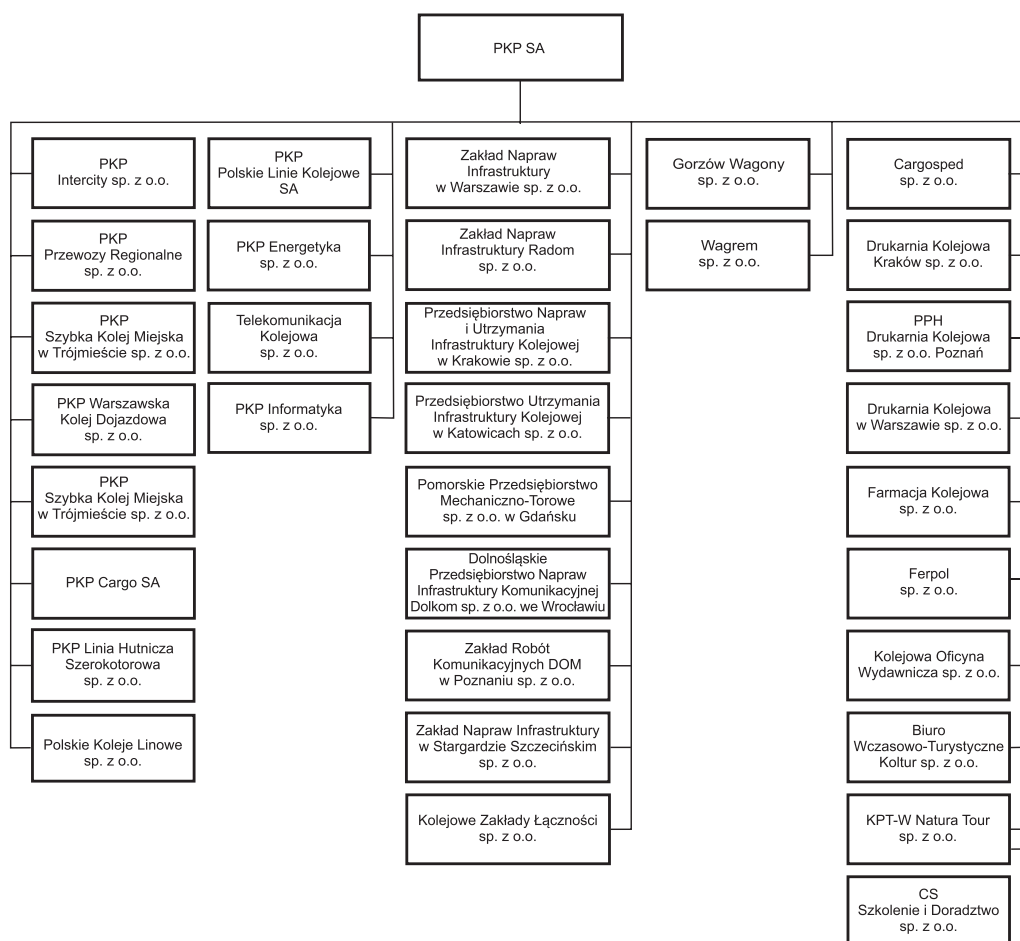 PKP SA
PKP
Intercity sp. z o.o.
PKP
Przewozy Regionalne
sp. z o.o.
PKP
Szybka Kolej Miejska
w Trójmieście sp. z o.o.
PKP Warszawska
Kolej Dojazdowa
sp. z o.o.
PKP
Szybka Kolej Miejska
w Trójmieście sp. z o.o.
PKP Cargo SA
PKP Linia Hutnicza
Szerokotorowa
sp. z o.o.
Polskie Koleje Linowe
sp. z o.o.
PKP
Polskie Linie Kolejowe
SA
PKP Energetyka
sp. z o.o.
Telekomunikacja
Kolejowa
sp. z o.o.
PKP Informatyka
sp. z o.o.
Zakład Napraw
Infrastruktury
w Warszawie sp. z o.o.
Zakład Napraw
Infrastruktury Radom
sp. z o.o.
Przedsiębiorstwo Napraw
i Utrzymania
Infrastruktury Kolejowej
w Krakowie sp. z o.o.
Przedsiębiorstwo Utrzymania
Infrastruktury Kolejowej
w Katowicach sp. z o.o.
Pomorskie Przedsiębiorstwo
Mechaniczno-Torowe
sp. z o.o. w Gdańsku
Dolnośląskie
Przedsiębiorstwo Napraw
Infrastruktury Komunikacyjnej
Dolkom sp. z o.o. we Wrocławiu
Zakład Robót
Komunikacyjnych DOM
w Poznaniu sp. z o.o.
Zakład Napraw Infrastruktury
w Stargardzie Szczecińskim
sp. z o.o.
Kolejowe Zakłady Łączności
sp. z o.o.
Gorzów Wagony
sp. z o.o.
Wagrem
sp. z o.o.
Cargosped
sp. z o.o.
Drukarnia Kolejowa
Kraków sp. z o.o.
PPH
Drukarnia Kolejowa
sp. z o.o. Poznań
Drukarnia Kolejowa
w Warszawie sp. z o.o.
Farmacja Kolejowa
sp. z o.o.
Ferpol
sp. z o.o.
Kolejowa Oficyna
Wydawnicza sp. z o.o.
Biuro
Wczasowo-Turystyczne
Koltur sp. z o.o.
KPT-W Natura Tour
sp. z o.o.
CS
Szkolenie i Doradztwo
sp. z o.o.